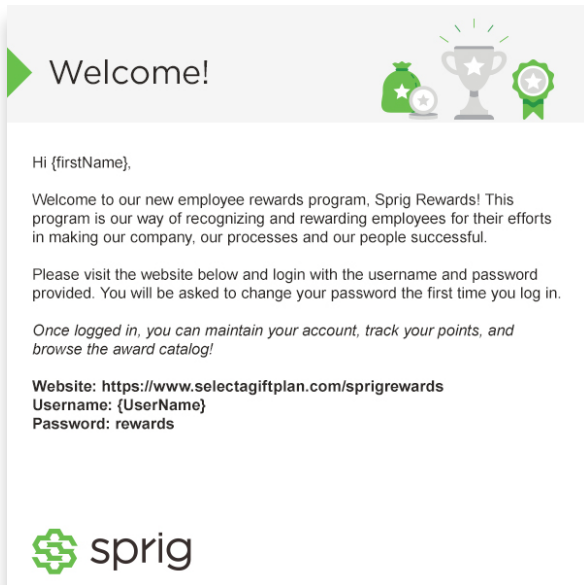 Welcome!
Hi {firstName},
Welcome to our new employee rewards program, Sprig Rewards! This
program is our way of recognizing and rewarding employees for their efforts
in making our company, our processes and our people successful.
Please visit the website below and login with the username and password
provided. You will be asked to change your password the first time you log in.
Once logged in, you can maintain your account, track your points, and
browse the award catalog!
Website: https://www.selectagiftplan.com/sprigrewards
Username: {UserName}
Password: rewards
sprig